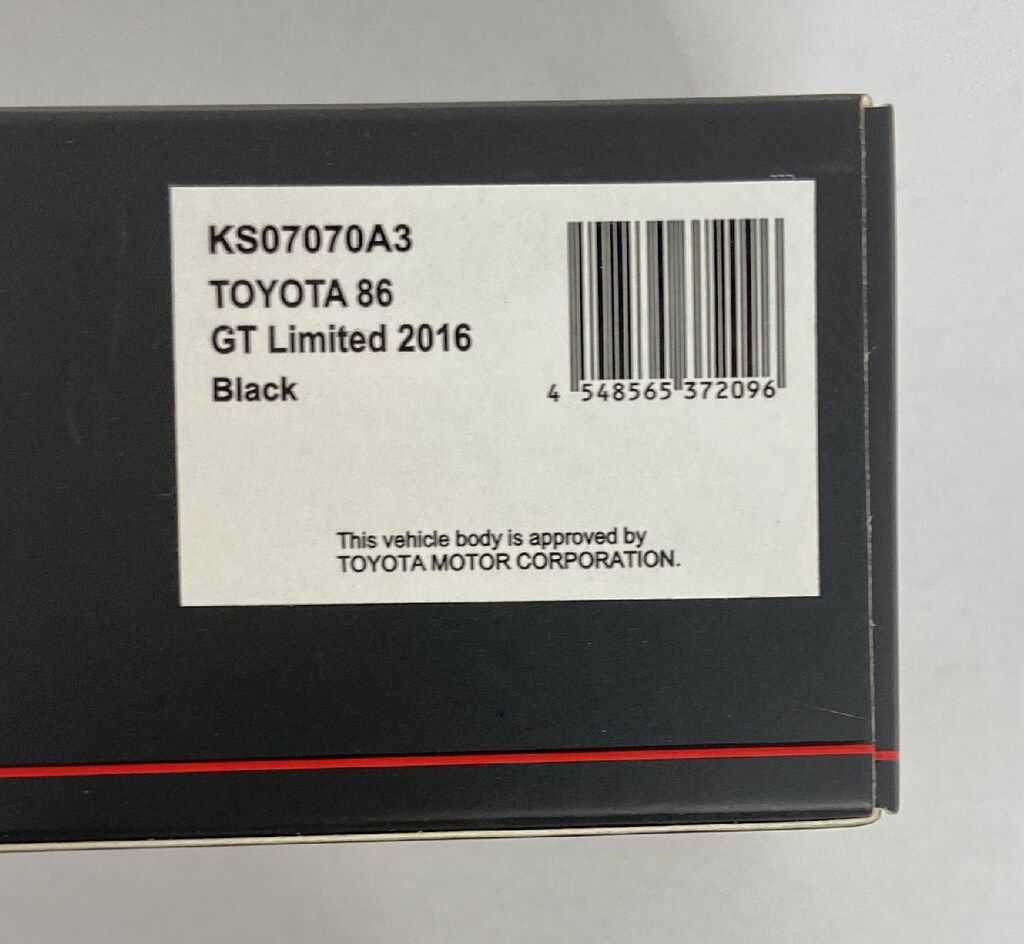 KS07070A3
TOYOTA 86
GT Limited 2016
Black
4 548565 372096
This vehicle body is approved by
TOYOTA MOTOR CORPORATION.